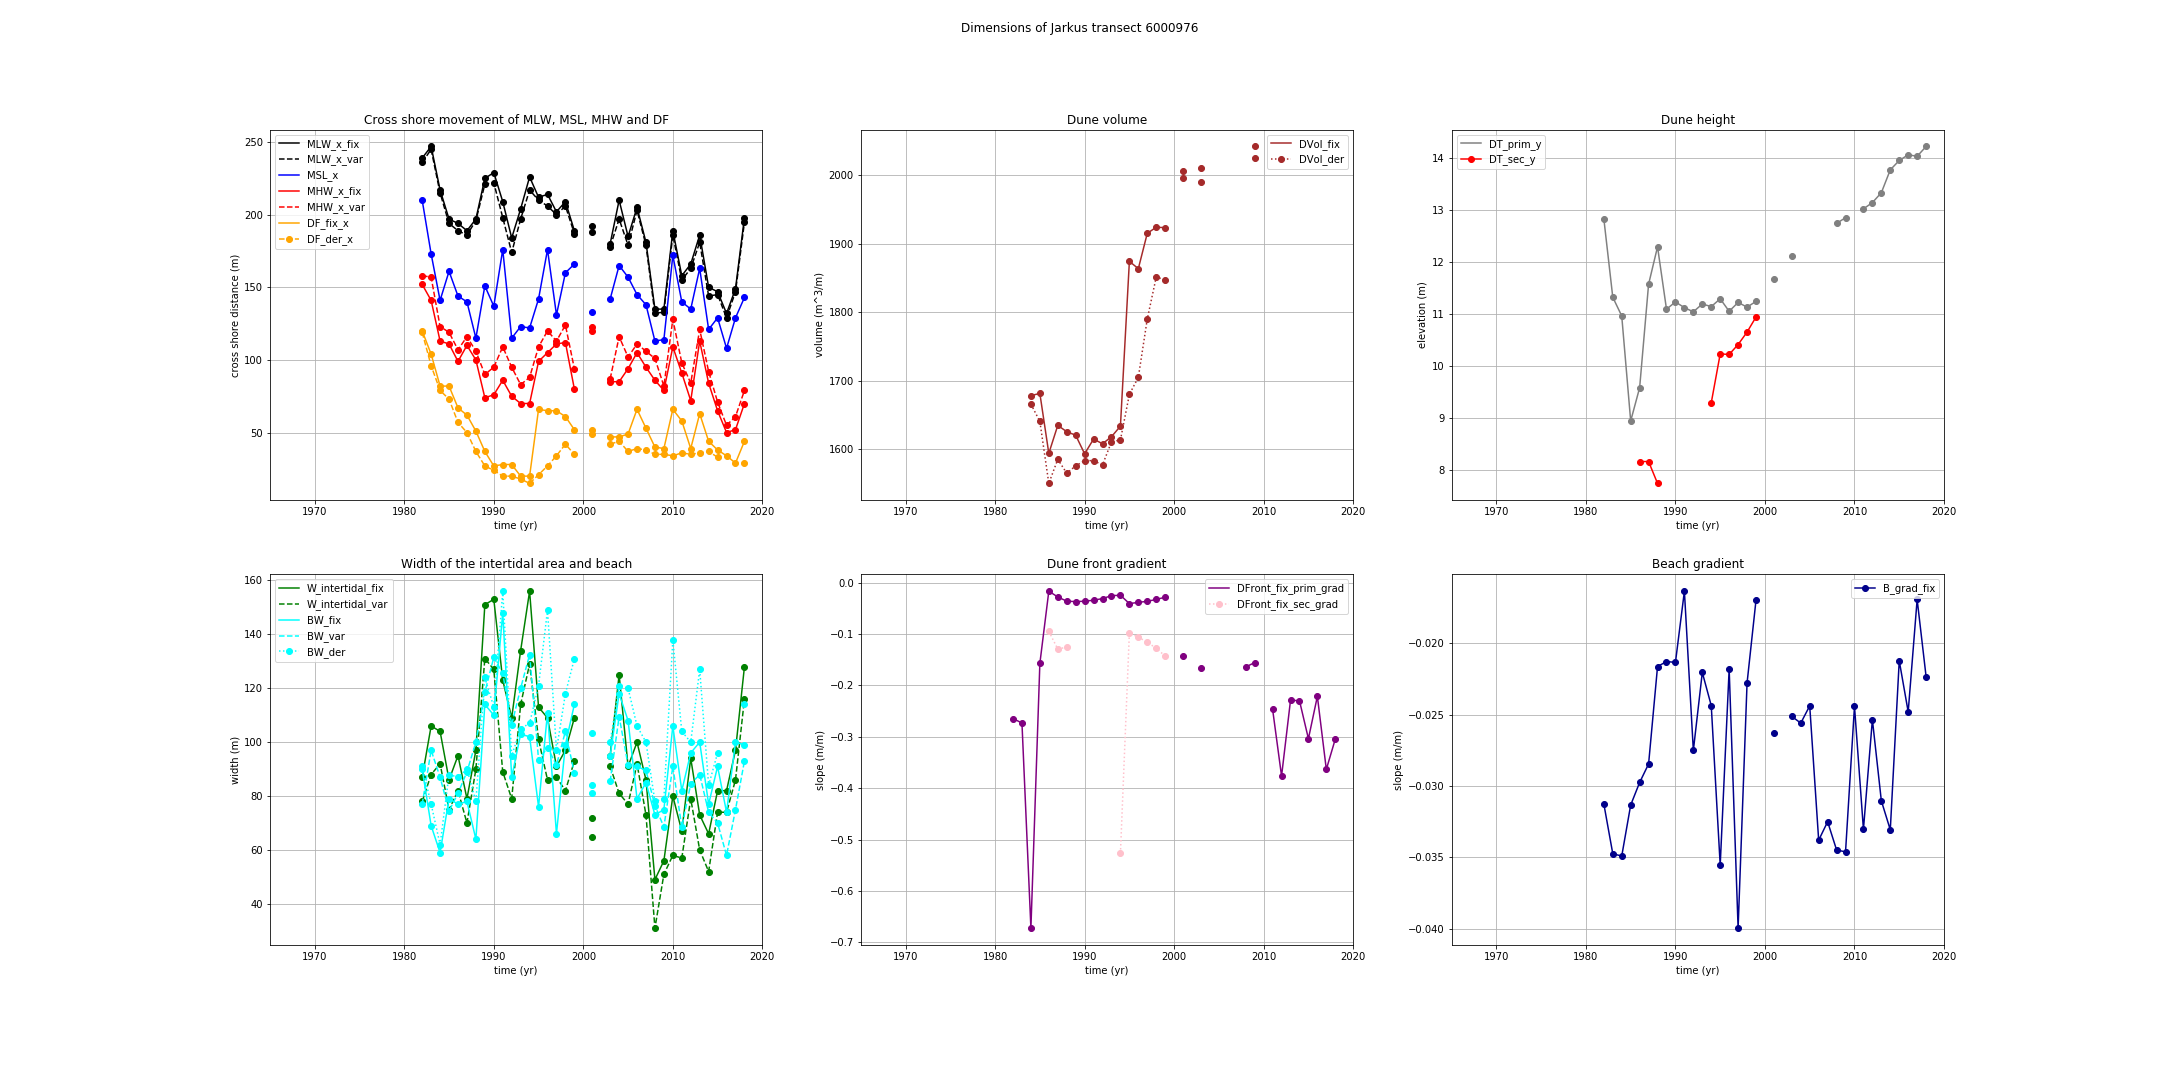 Dimensions of Jarkus transect 6000976
Cross shore movement of MLW, MSL, MHW and DF
cross shore distance (m)
250
200
150
100
50
MLW_x_fix
MLW_x_var
MSL_x
MHW_x_fix
MHW_x_var
DF_fix_x
DF_der_x
1970 1980 1990 2000 2010 2020
time (yr)
Dune volume
volume (m^3/m)
2000
1900
1800
1700
1600
DVol_fix
DVol_der
1970 1980 1990 2000 2010 2020
time (yr)
Dune height
elevation (m)
14
13
12
11
10
9
8
DT_prim_y
DT_sec_y
1970 1980 1990 2000 2010 2020
time (yr)
Width of the intertidal area and beach
width (m)
160
140
120
100
80
60
40
W_intertidal_fix
W_intertidal_var
BW_fix
BW_var
BW_der
1970 1980 1990 2000 2010 2020
time (yr)
Dune front gradient
slope (m/m)
0.0
−0.1
−0.2
−0.3
−0.4
−0.5
−0.6
−0.7
DFront_fix_prim_grad
DFront_fix_sec_grad
1970 1980 1990 2000 2010 2020
time (yr)
Beach gradient
slope (m/m)
−0.020
−0.025
−0.030
−0.035
−0.040
B_grad_fix
1970 1980 1990 2000 2010 2020
time (yr)